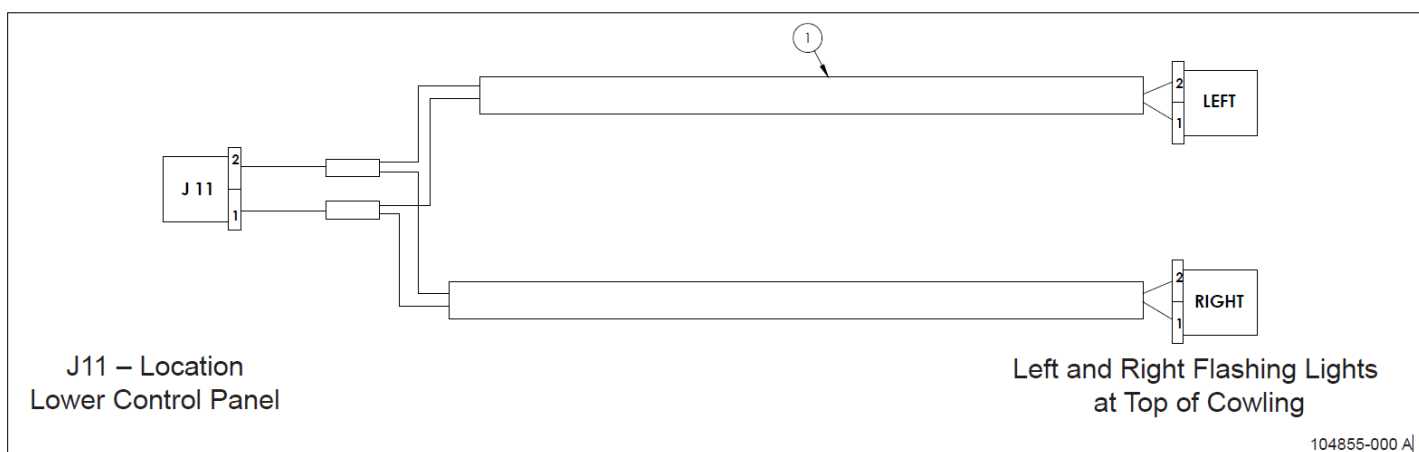 1
2
LEFT
1
2
J 11
1
2
RIGHT
1
J11 – Location
Lower Control Panel
Left and Right Flashing Lights
at Top of Cowling
104855-000 A